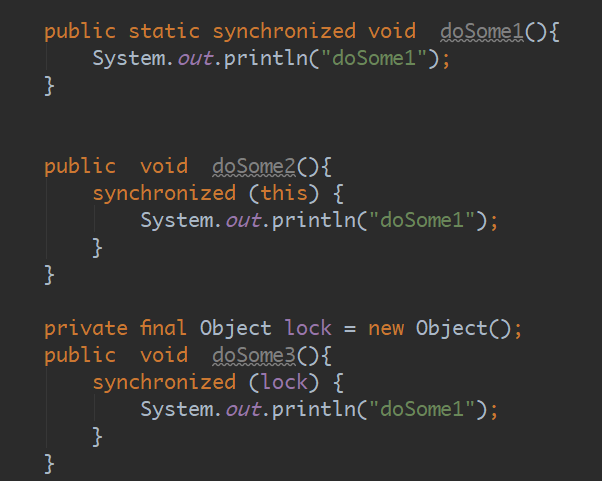 public static synchronized void  doSome1(){
    System.out.println("doSome1");
}
public  void  doSome2(){
    synchronized (this) {
        System.out.println("doSome1");
    }
}
private final Object lock = new Object();
public  void  doSome3(){
    synchronized (lock) {
        System.out.println("doSome1");
    }
}